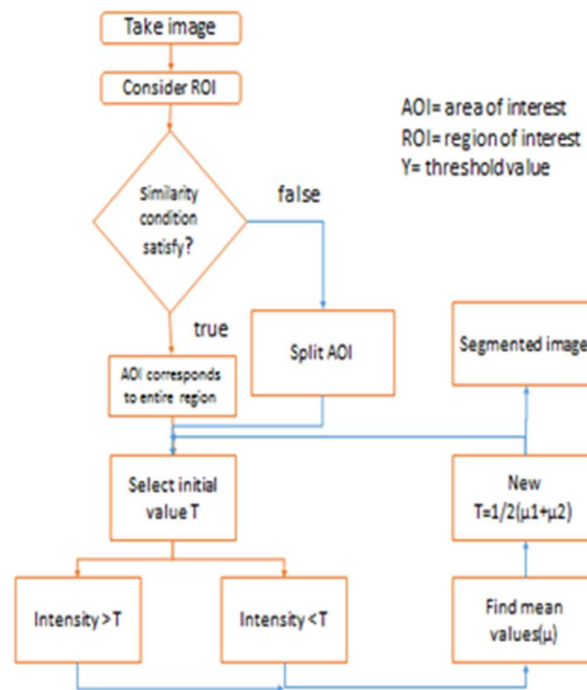 Take image
Consider ROI
AOI= area of interest
ROI= region of interest
Y= threshold value
Similarity
condition
satisfy?
false
true
Split AOI
Segmented image
AOI corresponds
to entire region
Select initial
value T
New
T=1/2(μ1+μ2)
Intensity>T
Intensity<T
Find mean
values(μ)